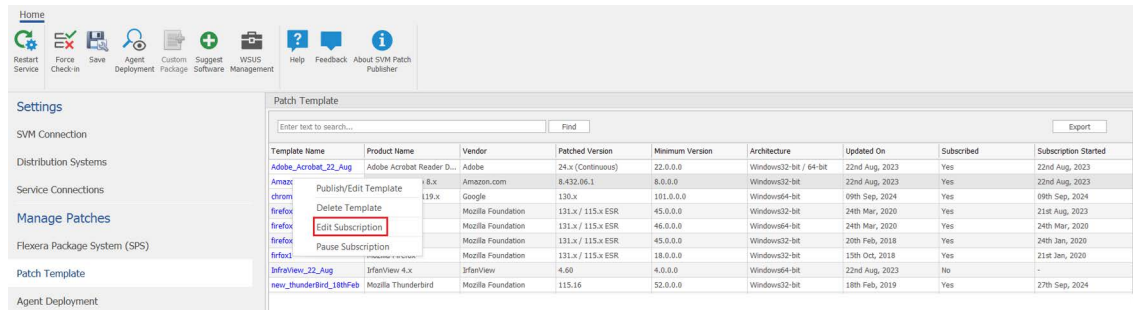 Home
Restart Service
Force Check-in
Save
Agent Deployment
Custom Package
Suggest Software
WSUS Management
Help
Feedback
About SVM Patch Publisher
Settings
SVM Connection
Distribution Systems
Service Connections
Manage Patches
Flexera Package System (SPS)
Patch Template
Agent Deployment
Patch Template
Enter text to search...
Find
Export
Template Name Product Name Vendor Patched Version Minimum Version Architecture Updated On Subscribed Subscription Started
Adobe_Acrobat_22_Aug Adobe Acrobat Reader D... Adobe 24.x (Continuous) 22.0.0.0 Windows32-bit / 64-bit 22nd Aug, 2023 Yes 22nd Aug, 2023
Amazo 8.x Amazon.com 8.432.06.1 8.0.0.0 Windows32-bit 22nd Aug, 2023 Yes 22nd Aug, 2023
chrom 119.x Google 130.x 101.0.0.0 Windows64-bit 09th Sep, 2024 Yes 09th Sep, 2024
firefox Mozilla Foundation 131.x / 115.x ESR 45.0.0.0 Windows32-bit 24th Mar, 2020 Yes 21st Aug, 2023
firefox Mozilla Foundation 131.x / 115.x ESR 46.0.0.0 Windows64-bit 24th Mar, 2020 Yes 24th Mar, 2020
firefox Mozilla Foundation 131.x / 115.x ESR 45.0.0.0 Windows32-bit 20th Feb, 2018 Yes 24th Jan, 2020
firfox1 Mozilla Firefox Mozilla Foundation 131.x / 115.x ESR 18.0.0.0 Windows32-bit 15th Oct, 2018 Yes 21st Jan, 2020
InfraView_22_Aug IrfanView 4.x IrfanView 4.60 4.0.0.0 Windows64-bit 22nd Aug, 2023 No -
new_thunderBird_18thFeb Mozilla Thunderbird Mozilla Foundation 115.16 52.0.0.0 Windows32-bit 18th Feb, 2019 Yes 27th Sep, 2024
Publish/Edit Template
Delete Template
Edit Subscription
Pause Subscription